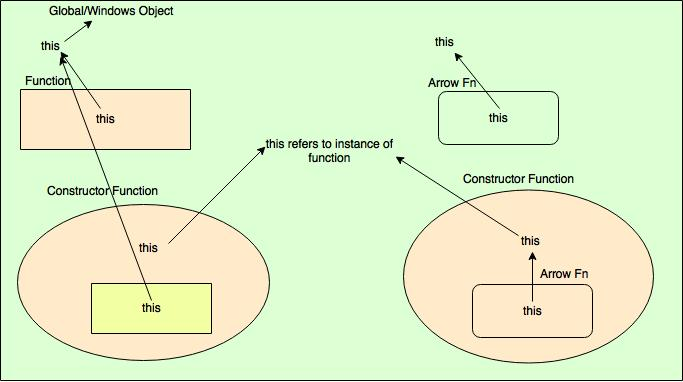 Global/Windows Object
this
this
Function
Arrow Fn
this
this
this refers to instance of
function
Constructor Function
Constructor Function
this
this
Arrow Fn
this
this